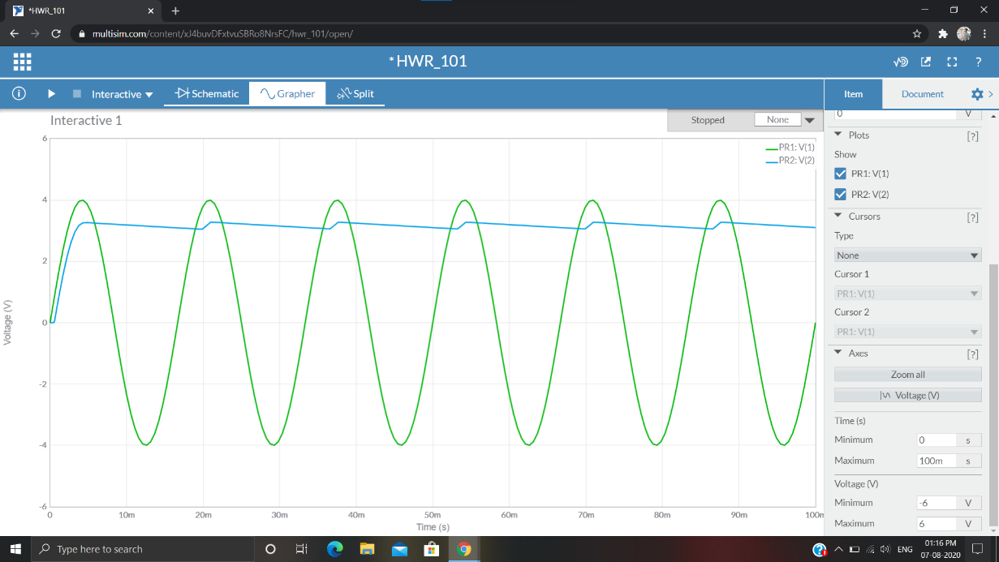 *HWR_101
multisim.com/content/xJ4buvDFxtvuSBRo8NrsFC/hwr_101/open/
*HWR_101
Interactive
Schematic
Grapher
Split
Item
Document
Interactive 1
Stopped
None
0 V
PR1: V(1)
PR2: V(2)
6
4
2
0
-2
-4
-6
Voltage (V)
0 10m 20m 30m 40m 50m 60m 70m 80m 90m 100m
Time (s)
Plots [?]
Show
PR1: V(1)
PR2: V(2)
Cursors [?]
Type
None
Cursor 1
PR1: V(1)
Cursor 2
PR1: V(1)
Axes [?]
Zoom all
Voltage (V)
Time (s)
Minimum 0 s
Maximum 100m s
Voltage (V)
Minimum -6 V
Maximum 6 V
Type here to search
ENG
01:16 PM
07-08-2020